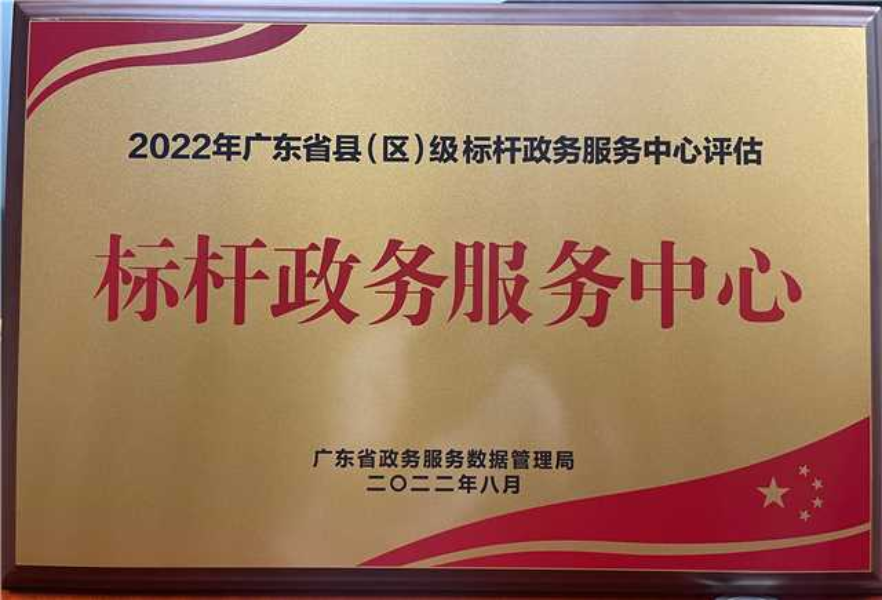 2022年广东省县（区）级标杆政务服务中心评估
标杆政务服务中心
广东省政务服务数据管理局
二〇二二年八月